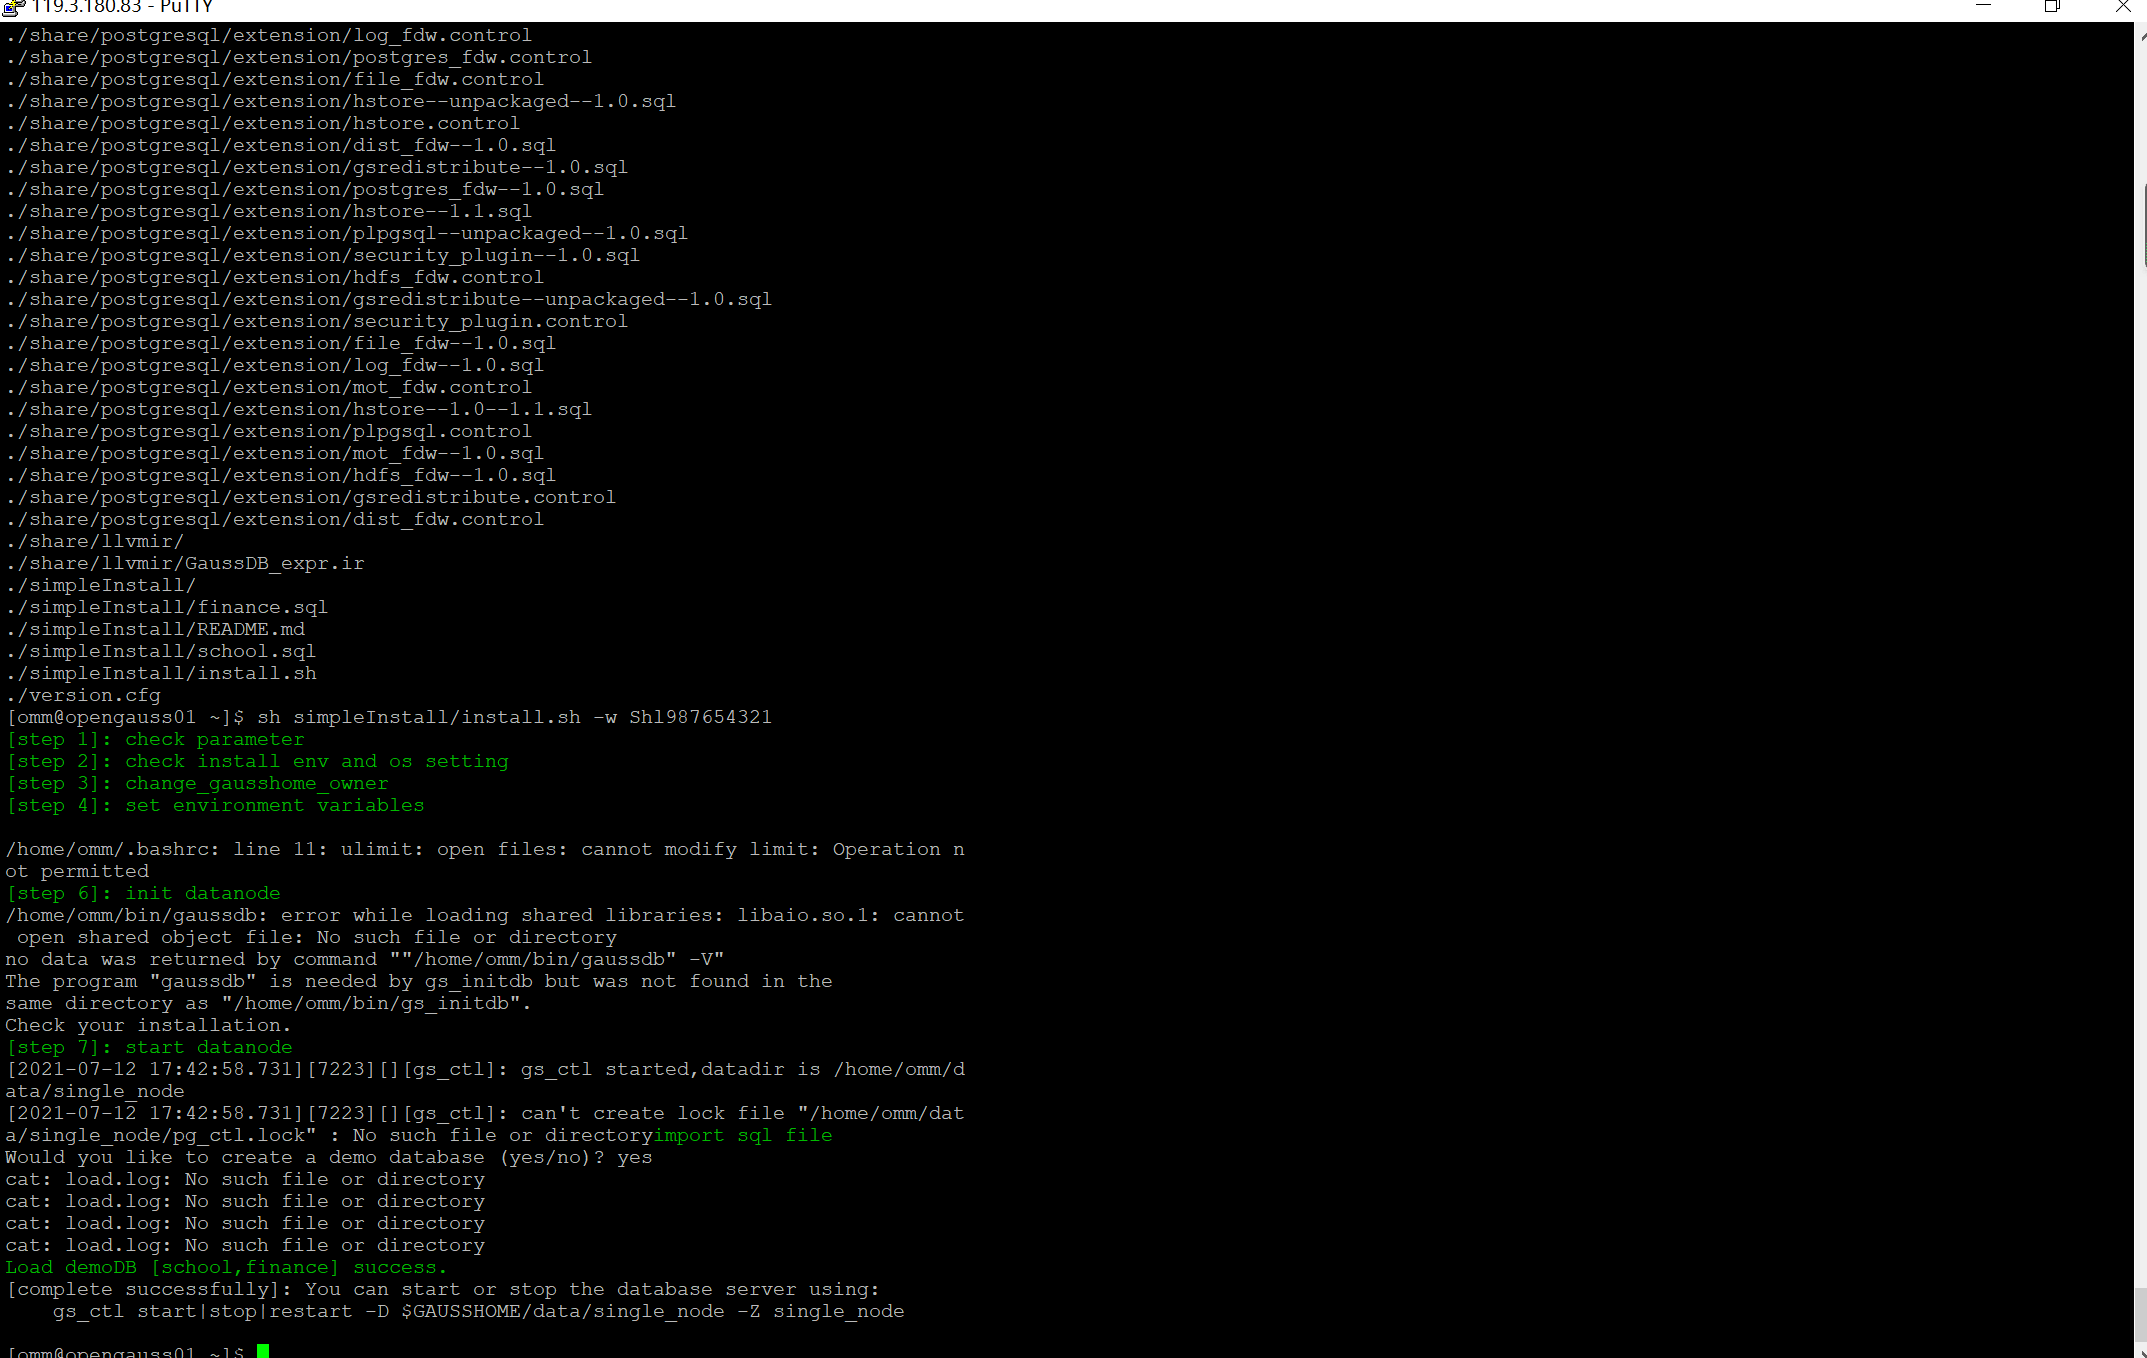 119.3.180.83 - PuTTY
./share/postgresql/extension/log_fdw.control
./share/postgresql/extension/postgres_fdw.control
./share/postgresql/extension/file_fdw.control
./share/postgresql/extension/hstore--unpackaged--1.0.sql
./share/postgresql/extension/hstore.control
./share/postgresql/extension/dist_fdw--1.0.sql
./share/postgresql/extension/gsredistribute--1.0.sql
./share/postgresql/extension/postgres_fdw--1.0.sql
./share/postgresql/extension/hstore--1.1.sql
./share/postgresql/extension/plpgsql--unpackaged--1.0.sql
./share/postgresql/extension/security_plugin--1.0.sql
./share/postgresql/extension/hdfs_fdw.control
./share/postgresql/extension/gsredistribute--unpackaged--1.0.sql
./share/postgresql/extension/security_plugin.control
./share/postgresql/extension/file_fdw--1.0.sql
./share/postgresql/extension/log_fdw--1.0.sql
./share/postgresql/extension/mot_fdw.control
./share/postgresql/extension/hstore--1.0--1.1.sql
./share/postgresql/extension/plpgsql.control
./share/postgresql/extension/mot_fdw--1.0.sql
./share/postgresql/extension/hdfs_fdw--1.0.sql
./share/postgresql/extension/gsredistribute.control
./share/postgresql/extension/dist_fdw.control
./share/llvmir/
./share/llvmir/GaussDB_expr.ir
./simpleInstall/
./simpleInstall/finance.sql
./simpleInstall/README.md
./simpleInstall/school.sql
./simpleInstall/install.sh
./version.cfg
[omm@opengauss01 ~]$ sh simpleInstall/install.sh -w Shl987654321
[step 1]: check parameter
[step 2]: check install env and os setting
[step 3]: change_gausshome_owner
[step 4]: set environment variables
/home/omm/.bashrc: line 11: ulimit: open files: cannot modify limit: Operation n
ot permitted
[step 6]: init datanode
/home/omm/bin/gaussdb: error while loading shared libraries: libaio.so.1: cannot
 open shared object file: No such file or directory
no data was returned by command ""/home/omm/bin/gaussdb" -V"
The program "gaussdb" is needed by gs_initdb but was not found in the
same directory as "/home/omm/bin/gs_initdb".
Check your installation.
[step 7]: start datanode
[2021-07-12 17:42:58.731][7223][][gs_ctl]: gs_ctl started,datadir is /home/omm/d
ata/single_node
[2021-07-12 17:42:58.731][7223][][gs_ctl]: can't create lock file "/home/omm/dat
a/single_node/pg_ctl.lock" : No such file or directoryimport sql file
Would you like to create a demo database (yes/no)? yes
cat: load.log: No such file or directory
cat: load.log: No such file or directory
cat: load.log: No such file or directory
cat: load.log: No such file or directory
Load demoDB [school,finance] success.
[complete successfully]: You can start or stop the database server using:
    gs_ctl start|stop|restart -D $GAUSSHOME/data/single_node -Z single_node
[omm@opengauss01 ~]$